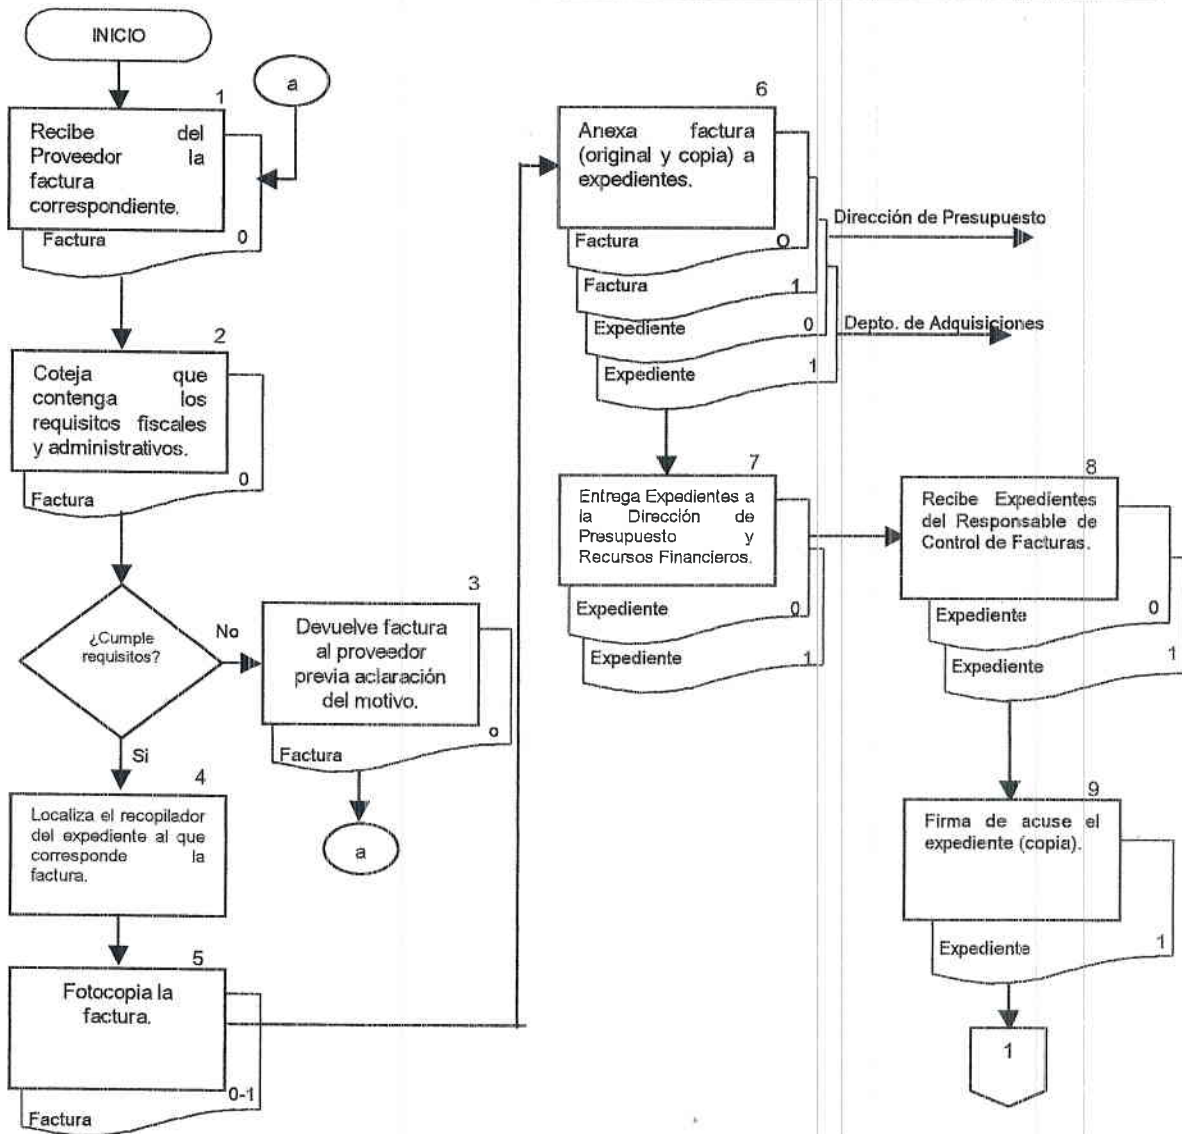 INICIO
a
1
Recibe del
Proveedor la
factura
correspondiente.
Factura 0
2
Coteja que
contenga los
requisitos fiscales
y administrativos.
Factura 0
¿Cumple
requisitos?
No
Si
3
Devuelve factura
al proveedor
previa aclaración
del motivo.
Factura o
a
4
Localiza el recopilador
del expediente al que
corresponde la
factura.
5
Fotocopia la
factura.
0-1
Factura
6
Anexa factura
(original y copia) a
expedientes.
Factura O
Factura 1
Expediente 0
Expediente 1
Dirección de Presupuesto
Depto. de Adquisiciones
7
Entrega Expedientes a
la Dirección de
Presupuesto y
Recursos Financieros.
Expediente 0
Expediente 1
8
Recibe Expedientes
del Responsable de
Control de Facturas.
Expediente 0
Expediente 1
9
Firma de acuse el
expediente (copia).
Expediente 1
1